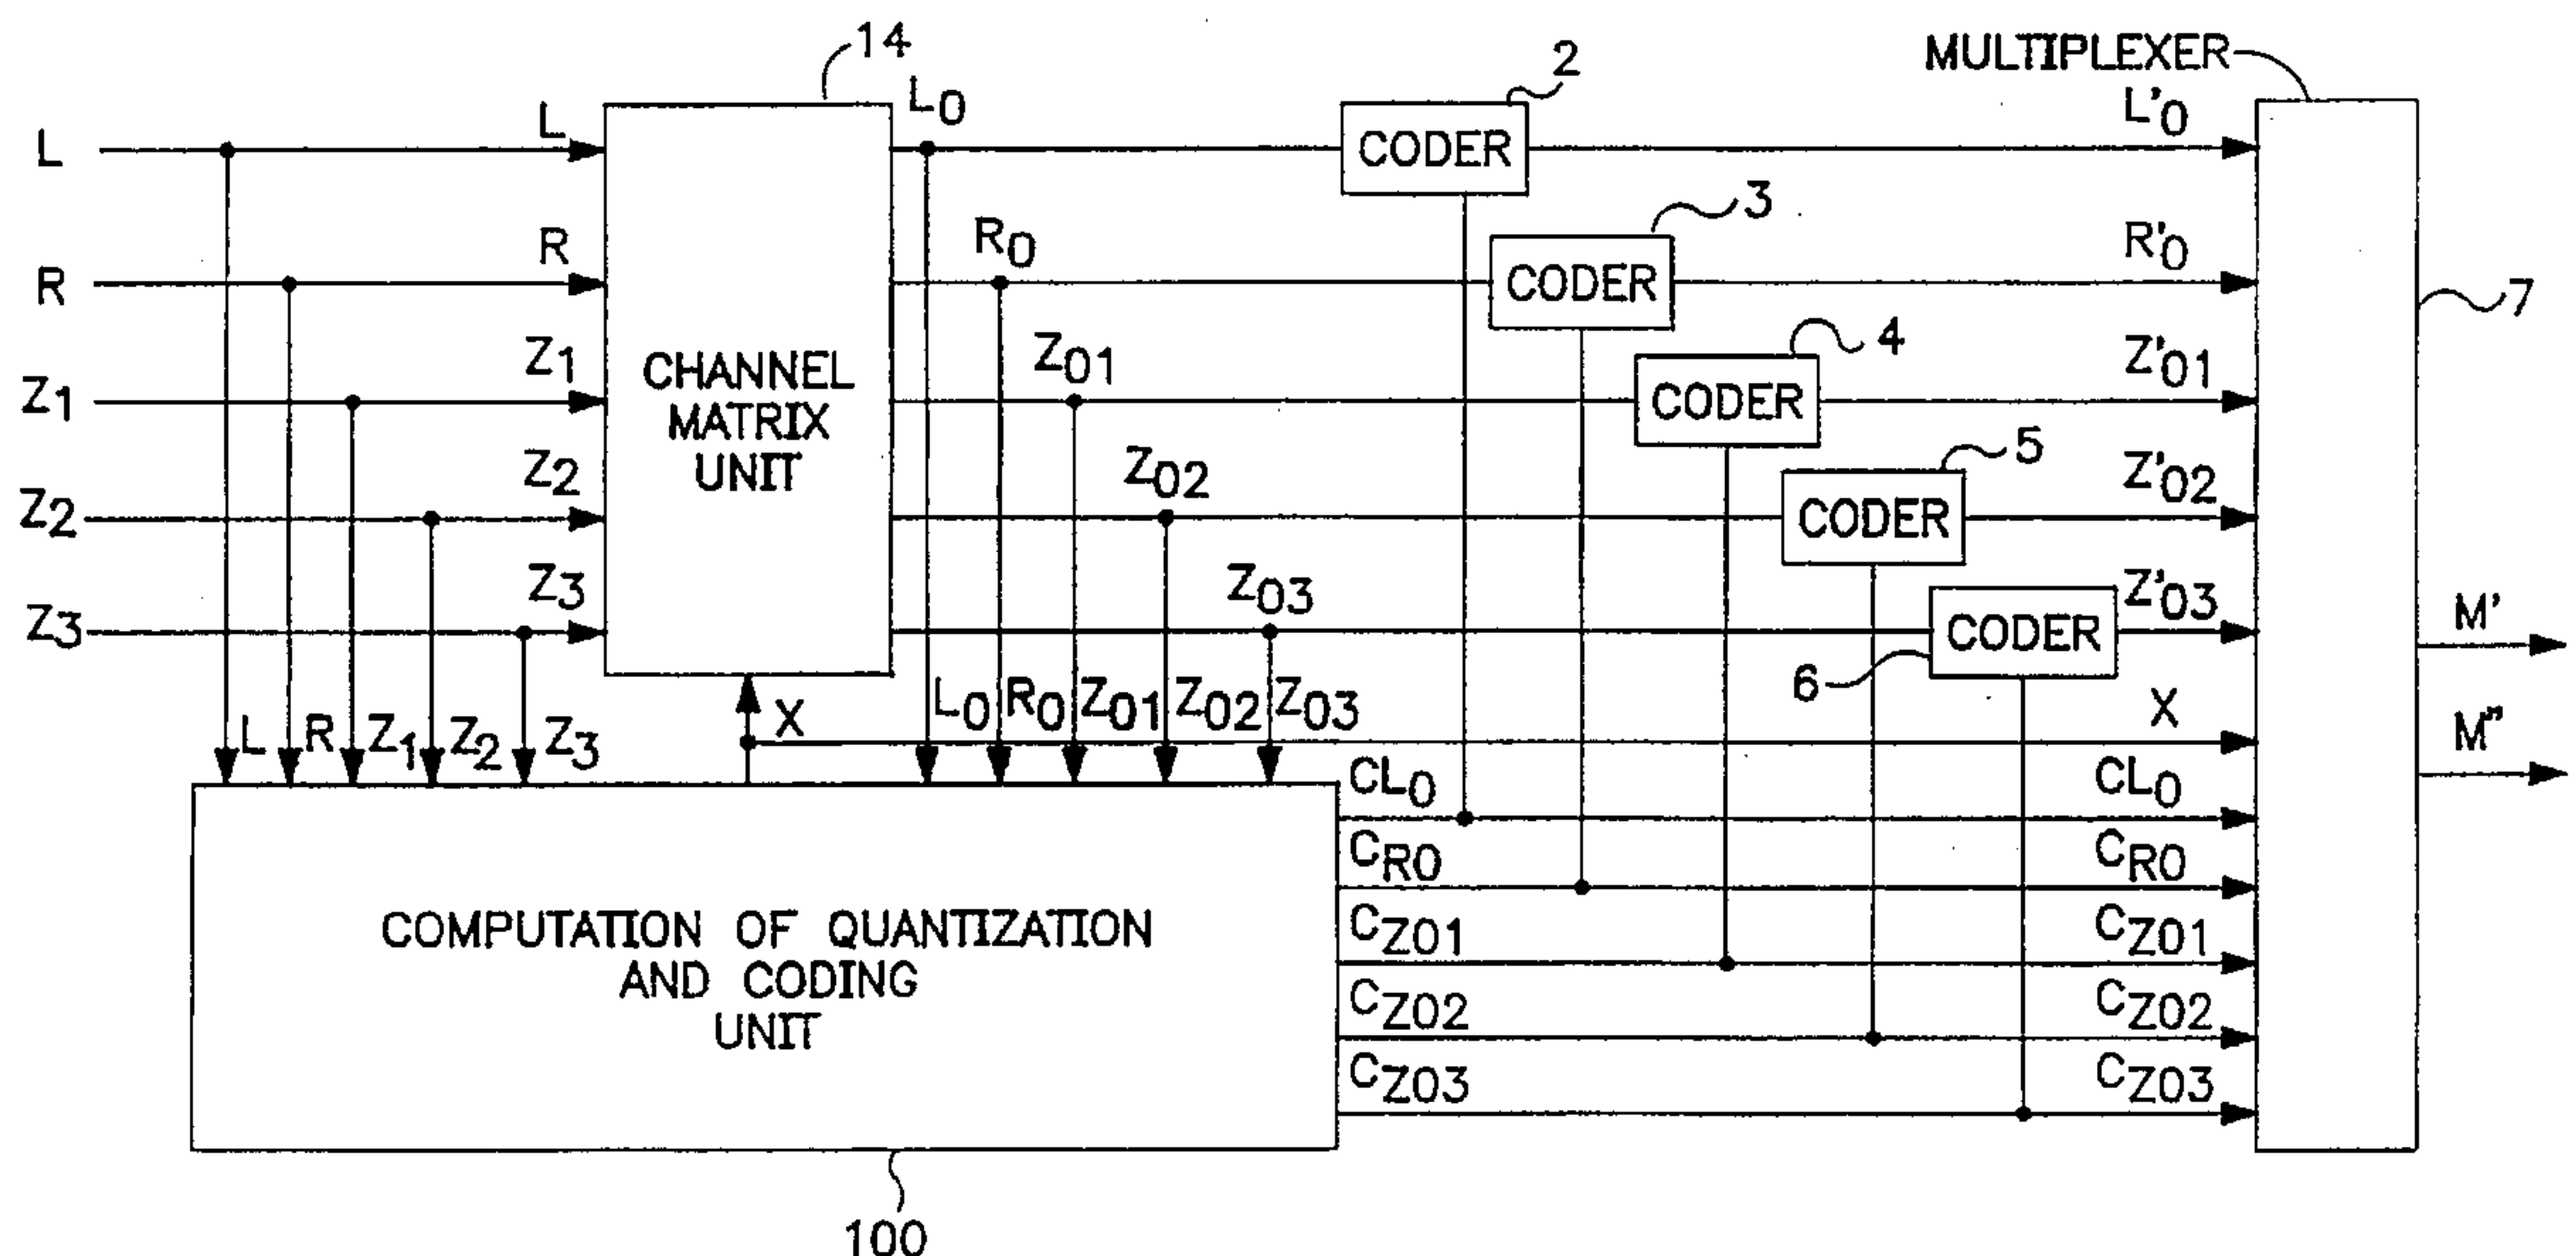 14
2
MULTIPLEXER
L L L0 CODER L'0
3
R R R0 CODER R'0 7
4
Z1 Z1 CHANNEL MATRIX UNIT Z01 CODER Z'01
5
Z2 Z2 Z02 CODER Z'02
Z3 Z3 Z03 CODER Z'03 M'
6
L R Z1 Z2 Z3 X L0 R0 Z01 Z02 Z03 X M"
CL0 CL0
CR0 CR0
COMPUTATION OF QUANTIZATION
AND CODING
UNIT
CZ01 CZ01
CZ02 CZ02
CZ03 CZ03
100